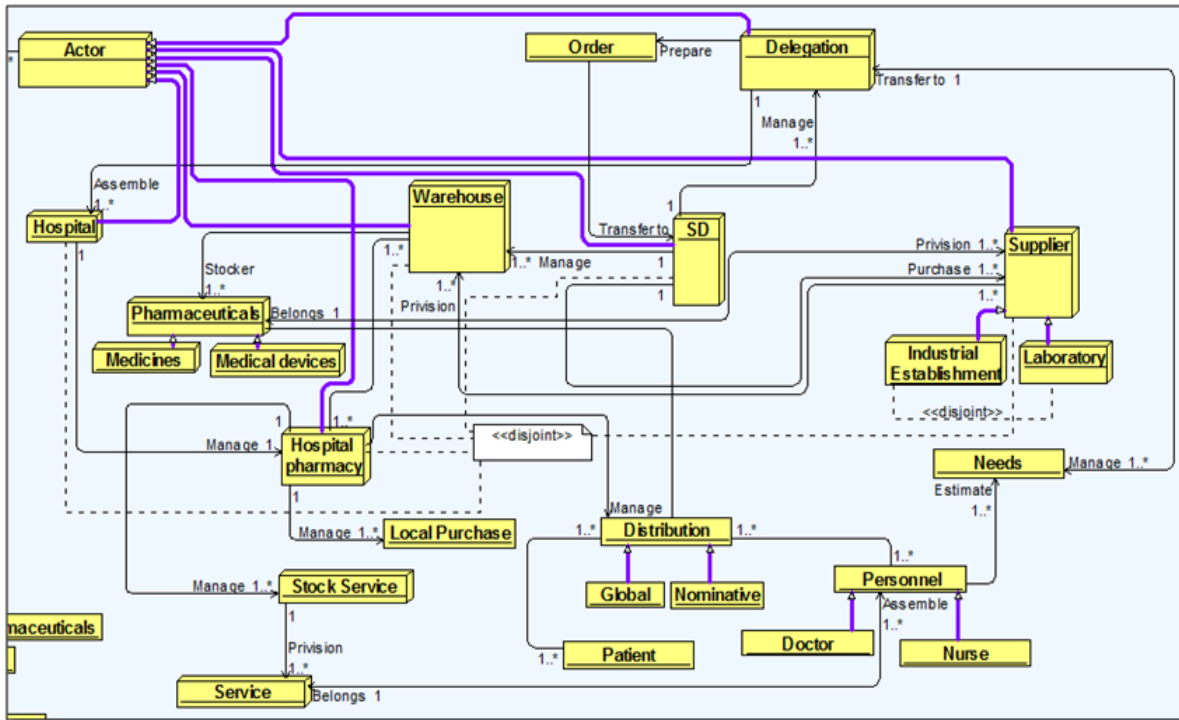 Actor
*
Order
Delegation
Prepare
Transfer to 1
1
Manage
1..*
Assemble
1..*
Hospital
1
Warehouse
1..*
1..*
Manage
1..*
Privision
1
SD
1
1
Transfer to
Privision 1..*
Purchase 1..*
Supplier
1..*
Stocker
1..*
Pharmaceuticals
Belongs 1
Medicines
Medical devices
Industrial
Establishment
Laboratory
<<disjoint>>
1
1..*
Manage 1
Hospital
pharmacy
1
<<disjoint>>
Needs
Manage 1..*
Estimate
1..*
Manage
1..*
Distribution
1..*
Manage 1..*
Local Purchase
1..*
Personnel
Assemble
1..*
Global
Nominative
Manage 1..*
Stock Service
1
Privision
1..*
Doctor
Nurse
1..*
Patient
maceuticals
Service
Belongs 1